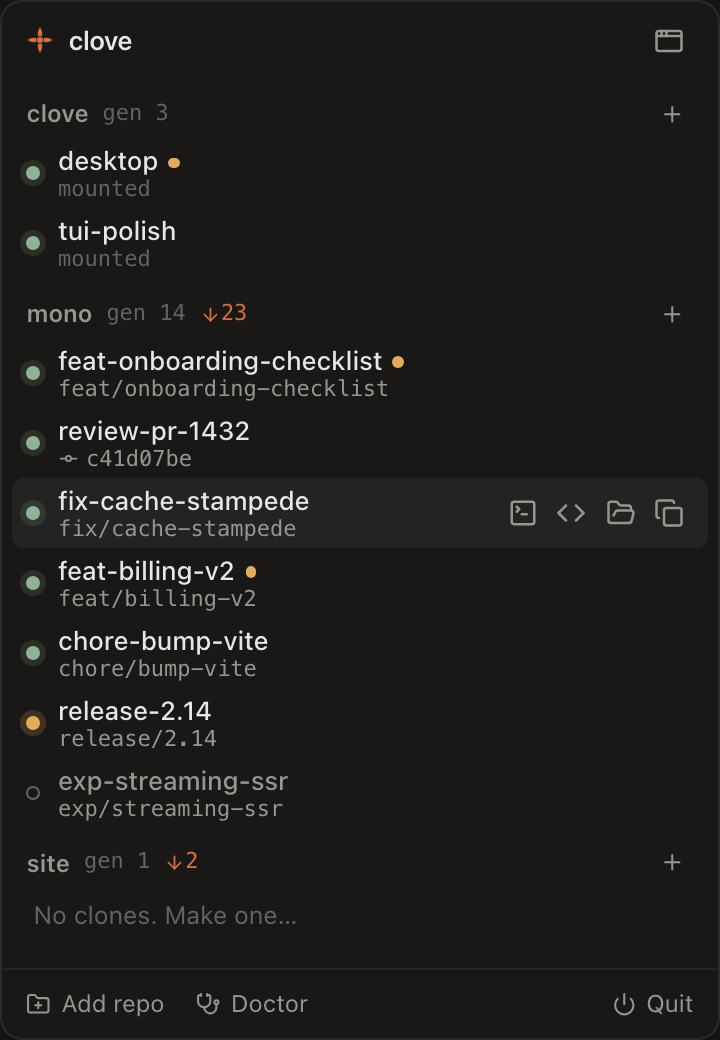 clove
clove gen 3
desktop
mounted
tui-polish
mounted
mono gen 14 ↓23
feat-onboarding-checklist
feat/onboarding-checklist
review-pr-1432
c41d07be
fix-cache-stampede
fix/cache-stampede
feat-billing-v2
feat/billing-v2
chore-bump-vite
chore/bump-vite
release-2.14
release/2.14
exp-streaming-ssr
exp/streaming-ssr
site gen 1 ↓2
No clones. Make one…
Add repo Doctor Quit